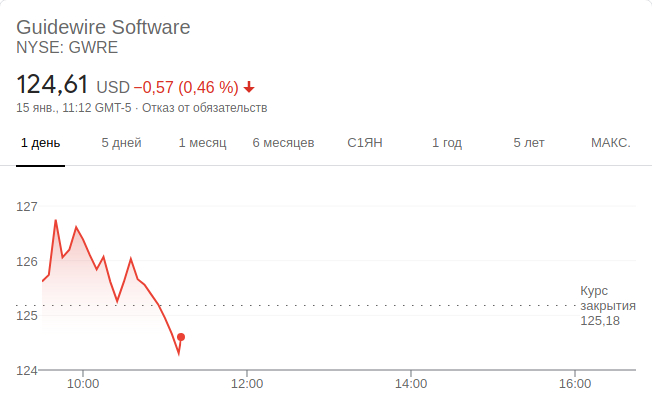 Guidewire Software
NYSE: GWRE
124,61 USD −0,57 (0,46 %)
15 янв., 11:12 GMT-5 · Отказ от обязательств
1 день 5 дней 1 месяц 6 месяцев С1ЯН 1 год 5 лет МАКС.
127
126
125
124
Курс
закрытия
125,18
10:00 12:00 14:00 16:00